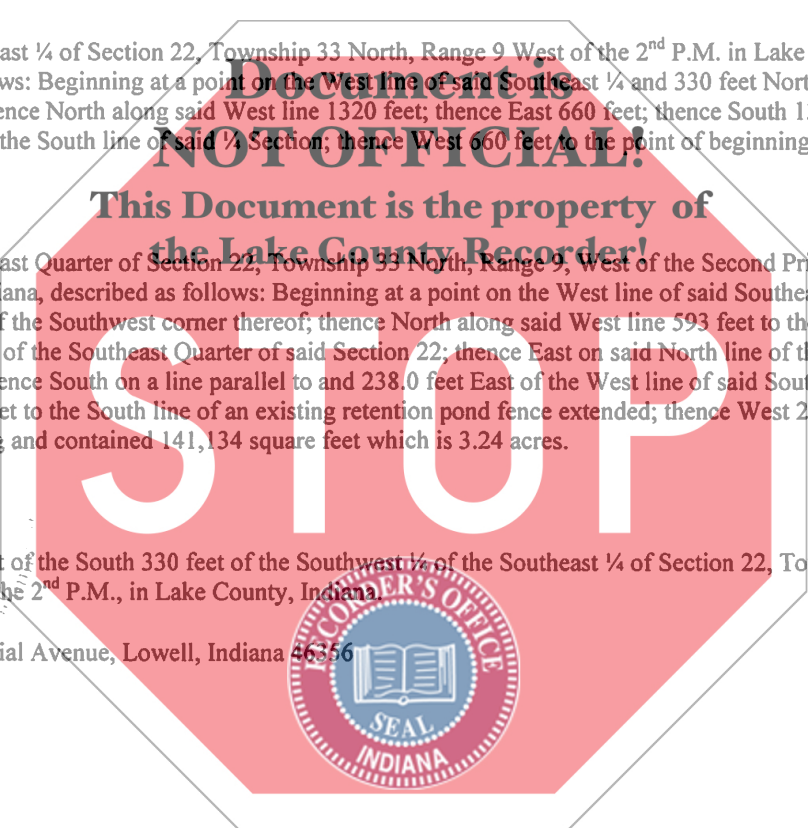 ast ¼ of Section 22, Township 33 North, Range 9 West of the 2nd P.M. in Lake
Document is
ws: Beginning at a point on the West line of said Southeast ¼ and 330 feet Nort
ence North along said West line 1320 feet; thence East 660 feet; thence South 1
the South line of said ¼ Section; thence West 660 feet to the point of beginning
NOT OFFICIAL!
This Document is the property of
the Lake County Recorder!
ast Quarter of Section 22, Township 33 North, Range 9, West of the Second Pri
iana, described as follows: Beginning at a point on the West line of said Southea
f the Southwest corner thereof; thence North along said West line 593 feet to th
of the Southeast Quarter of said Section 22; thence East on said North line of th
ence South on a line parallel to and 238.0 feet East of the West line of said Sout
et to the South line of an existing retention pond fence extended; thence West 2
g and contained 141,134 square feet which is 3.24 acres.
STOP
t of the South 330 feet of the Southwest ¼ of the Southeast ¼ of Section 22, To
he 2nd P.M., in Lake County, Indiana.
ial Avenue, Lowell, Indiana 46356
RECORDER'S OFFICE
SEAL
INDIANA